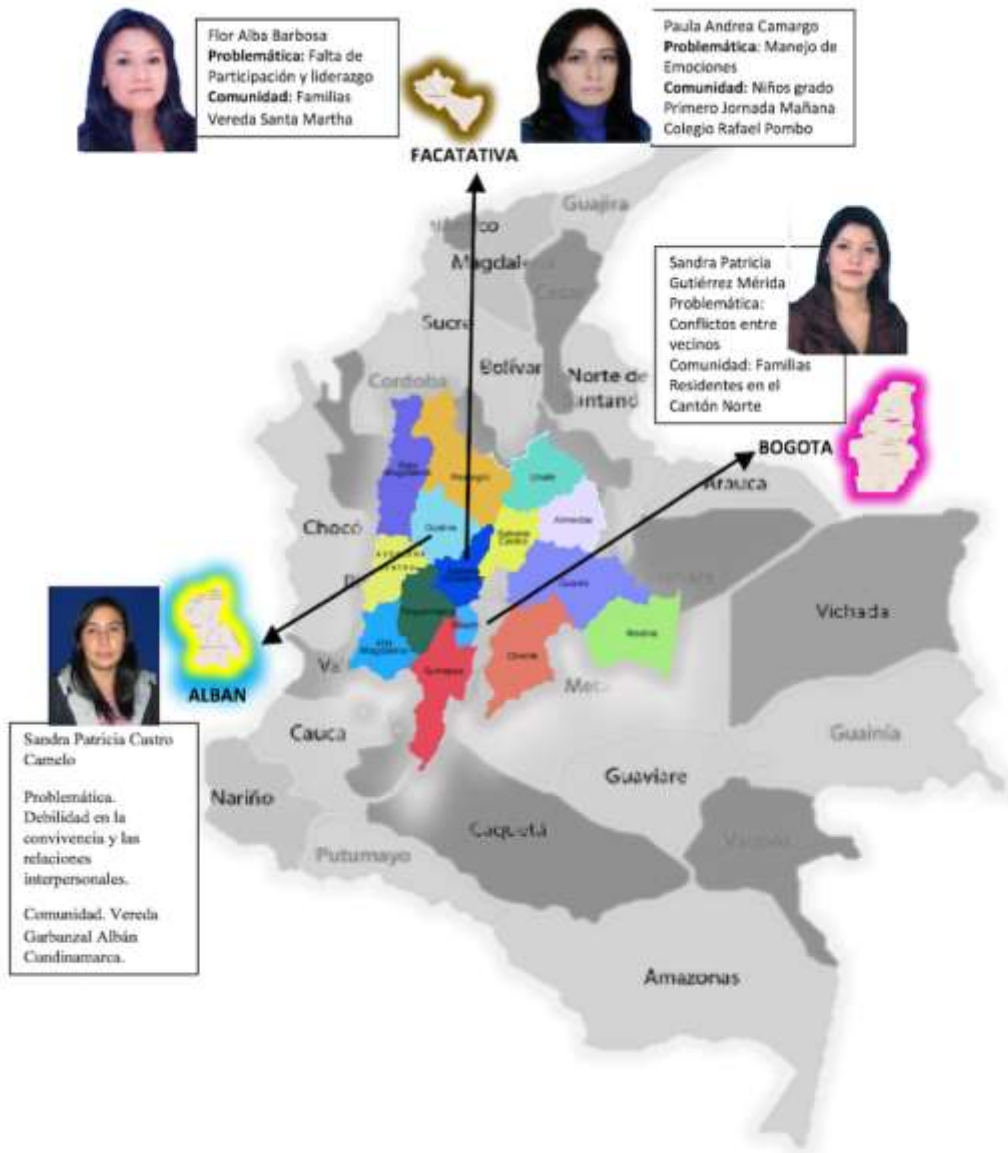 Flor Alba Barbosa
Problemática: Falta de
Participación y liderazgo
Comunidad: Familias
Vereda Santa Martha
FACATATIVA
Paula Andrea Camargo
Problemática: Manejo de
Emociones
Comunidad: Niños grado
Primero Jornada Mañana
Colegio Rafael Pombo
Sandra Patricia
Gutiérrez Mérida
Problemática:
Conflictos entre
vecinos
Comunidad: Familias
Residentes en el
Cantón Norte
BOGOTA
Guajira
Magdale
Cesar
Sucre
Bolívar
Cordoba
Norte de
Santand
Arauca
Chocó
Vichada
ALBAN
Meta
Cauca
Guainía
Guaviare
Nariño
Caquetá
Putumayo
Amazonas
Sandra Patricia Castro
Camelo
Problemática.
Debilidad en la
convivencia y las
relaciones
interpersonales.
Comunidad. Vereda
Garbanzal Albán
Cundinamarca.